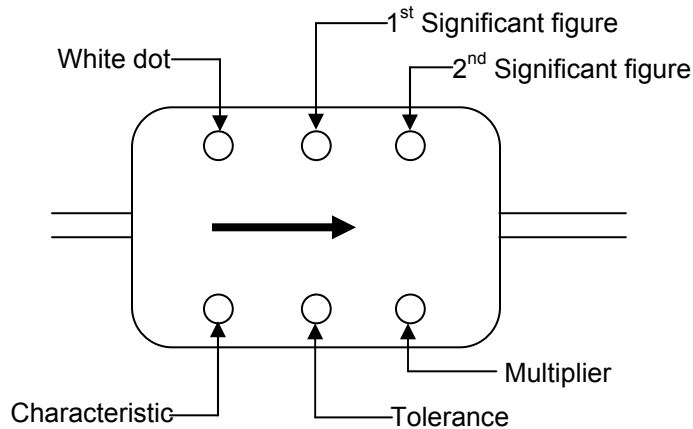 1st Significant figure
White dot
2nd Significant figure
Multiplier
Characteristic
Tolerance